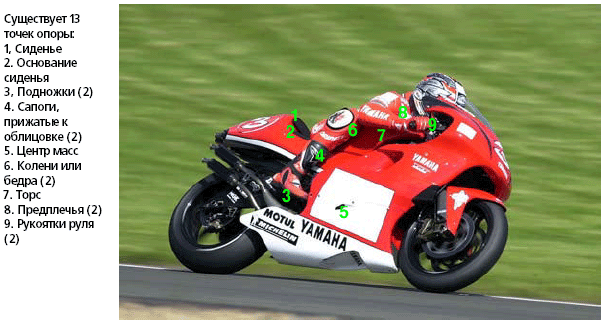 Существует 13
точек опоры:
1, Сиденье
2. Основание
сиденья
3, Подножки (2)
4. Сапоги,
прижатые к
облицовке (2)
5. Центр масс
6. Колени или
бедра (2)
7. Торс
8. Предплечья (2)
9. Рукоятки руля
(2)
1
2
3
4
5
6
7
8
9
YAMAHA
YAMAHA
MOTUL YAMAHA
MICHELIN